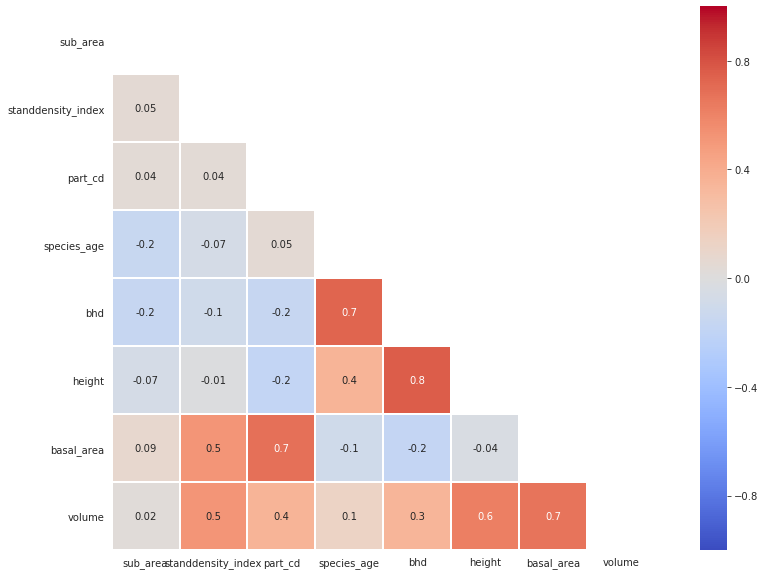 sub_area
standdensity_index 0.05
part_cd 0.04 0.04
species_age -0.2 -0.07 0.05
bhd -0.2 -0.1 -0.2 0.7
height -0.07 -0.01 -0.2 0.4 0.8
basal_area 0.09 0.5 0.7 -0.1 -0.2 -0.04
volume 0.02 0.5 0.4 0.1 0.3 0.6 0.7
sub_area standdensity_index part_cd species_age bhd height basal_area volume
0.8
0.4
0.0
−0.4
−0.8